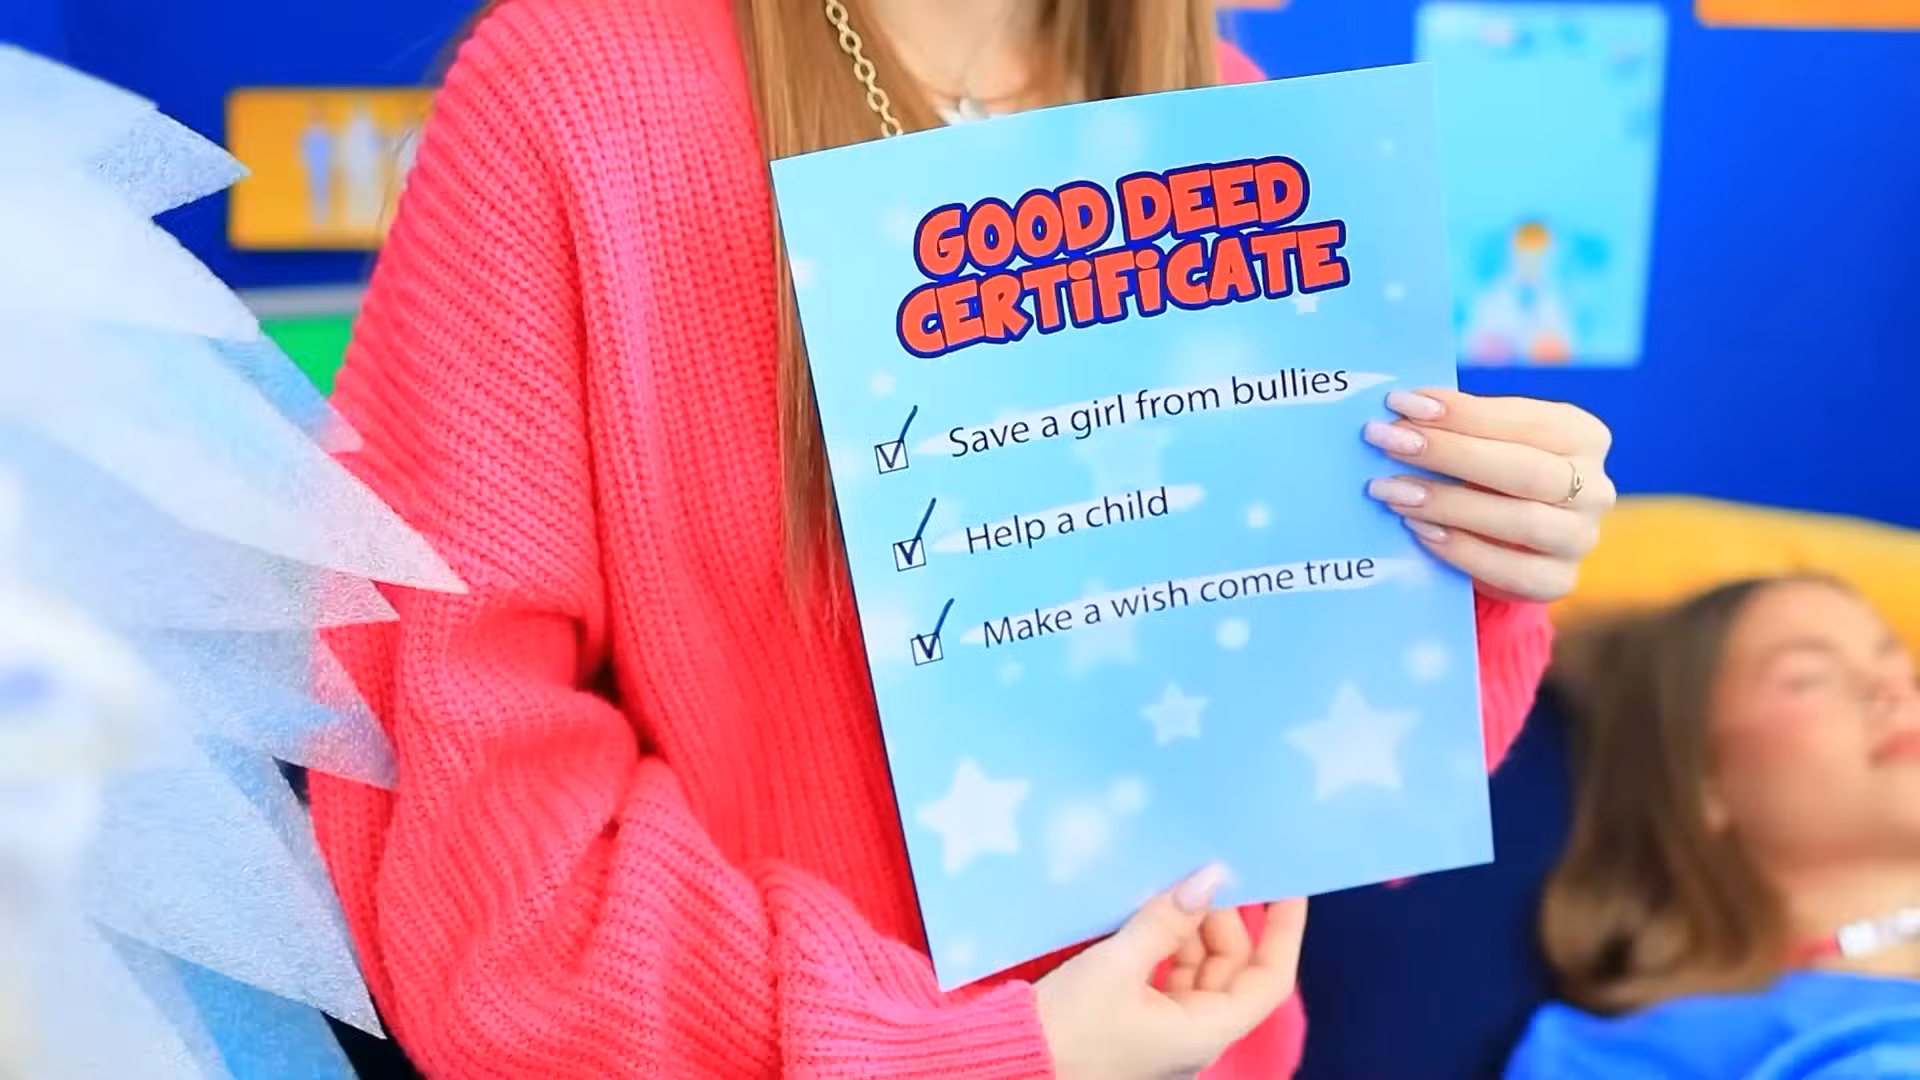 GOOD DEED
CERTiFiCATE
Save a girl from bullies
Help a child
Make a wish come true